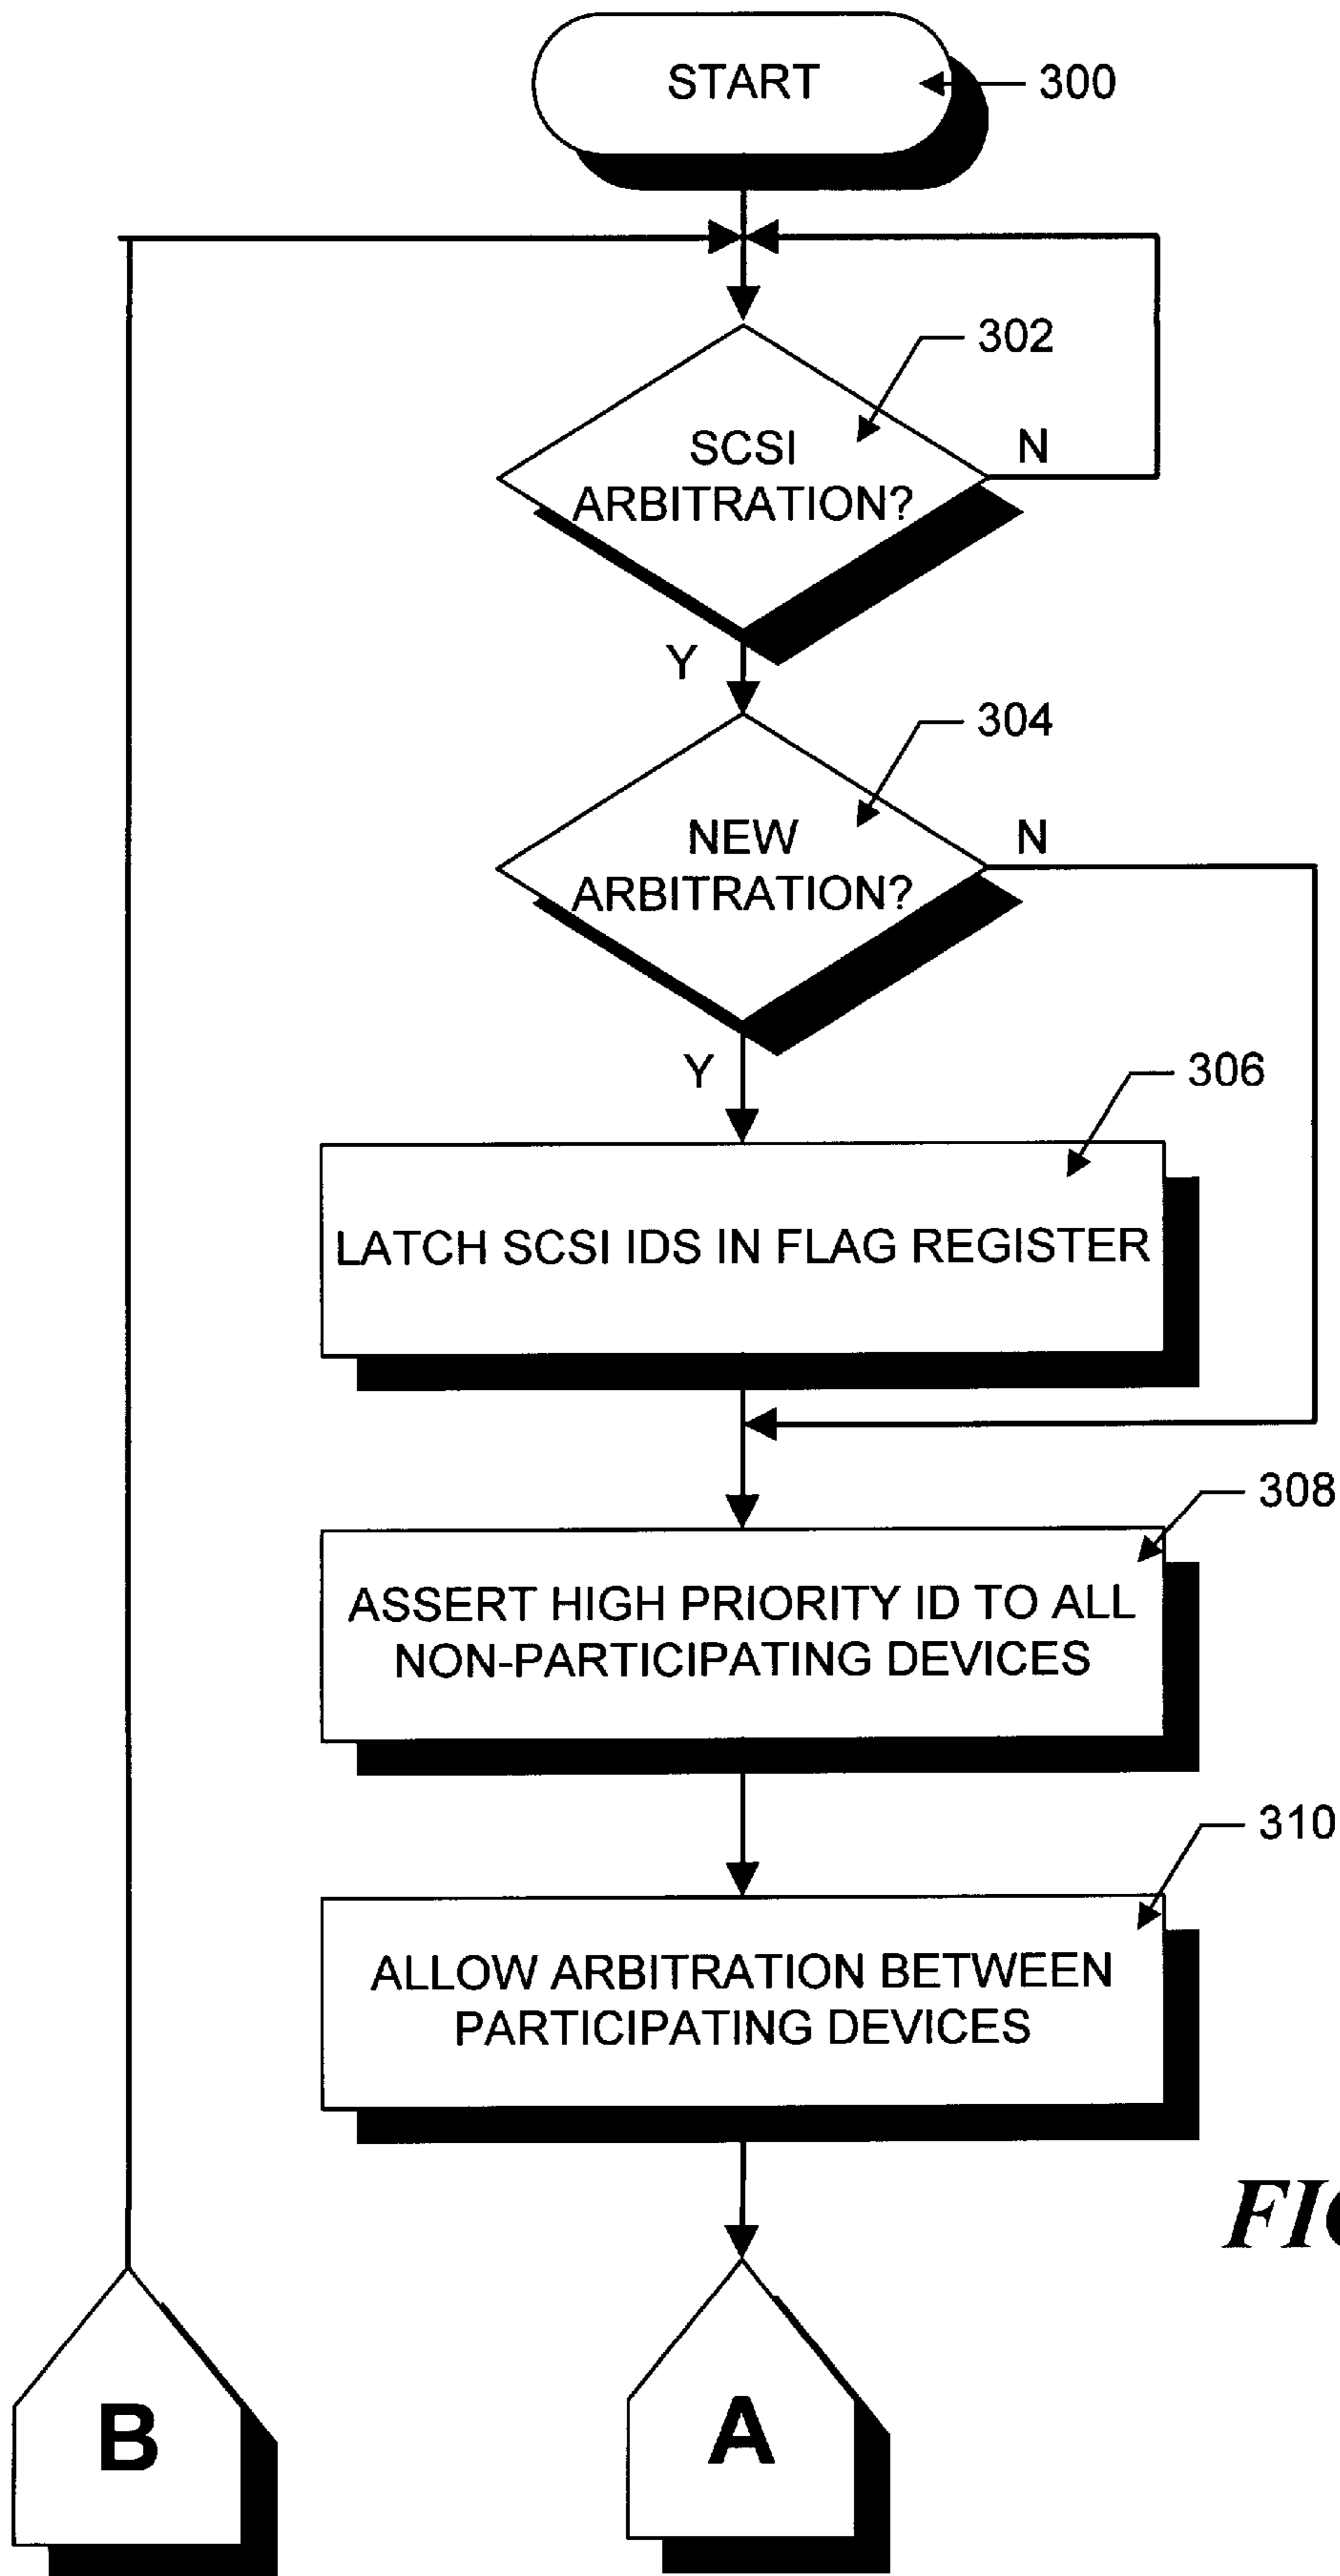 START
300
302
SCSI
ARBITRATION?
N
Y
304
NEW
ARBITRATION?
N
Y
306
LATCH SCSI IDS IN FLAG REGISTER
308
ASSERT HIGH PRIORITY ID TO ALL
NON-PARTICIPATING DEVICES
310
ALLOW ARBITRATION BETWEEN
PARTICIPATING DEVICES
B
A